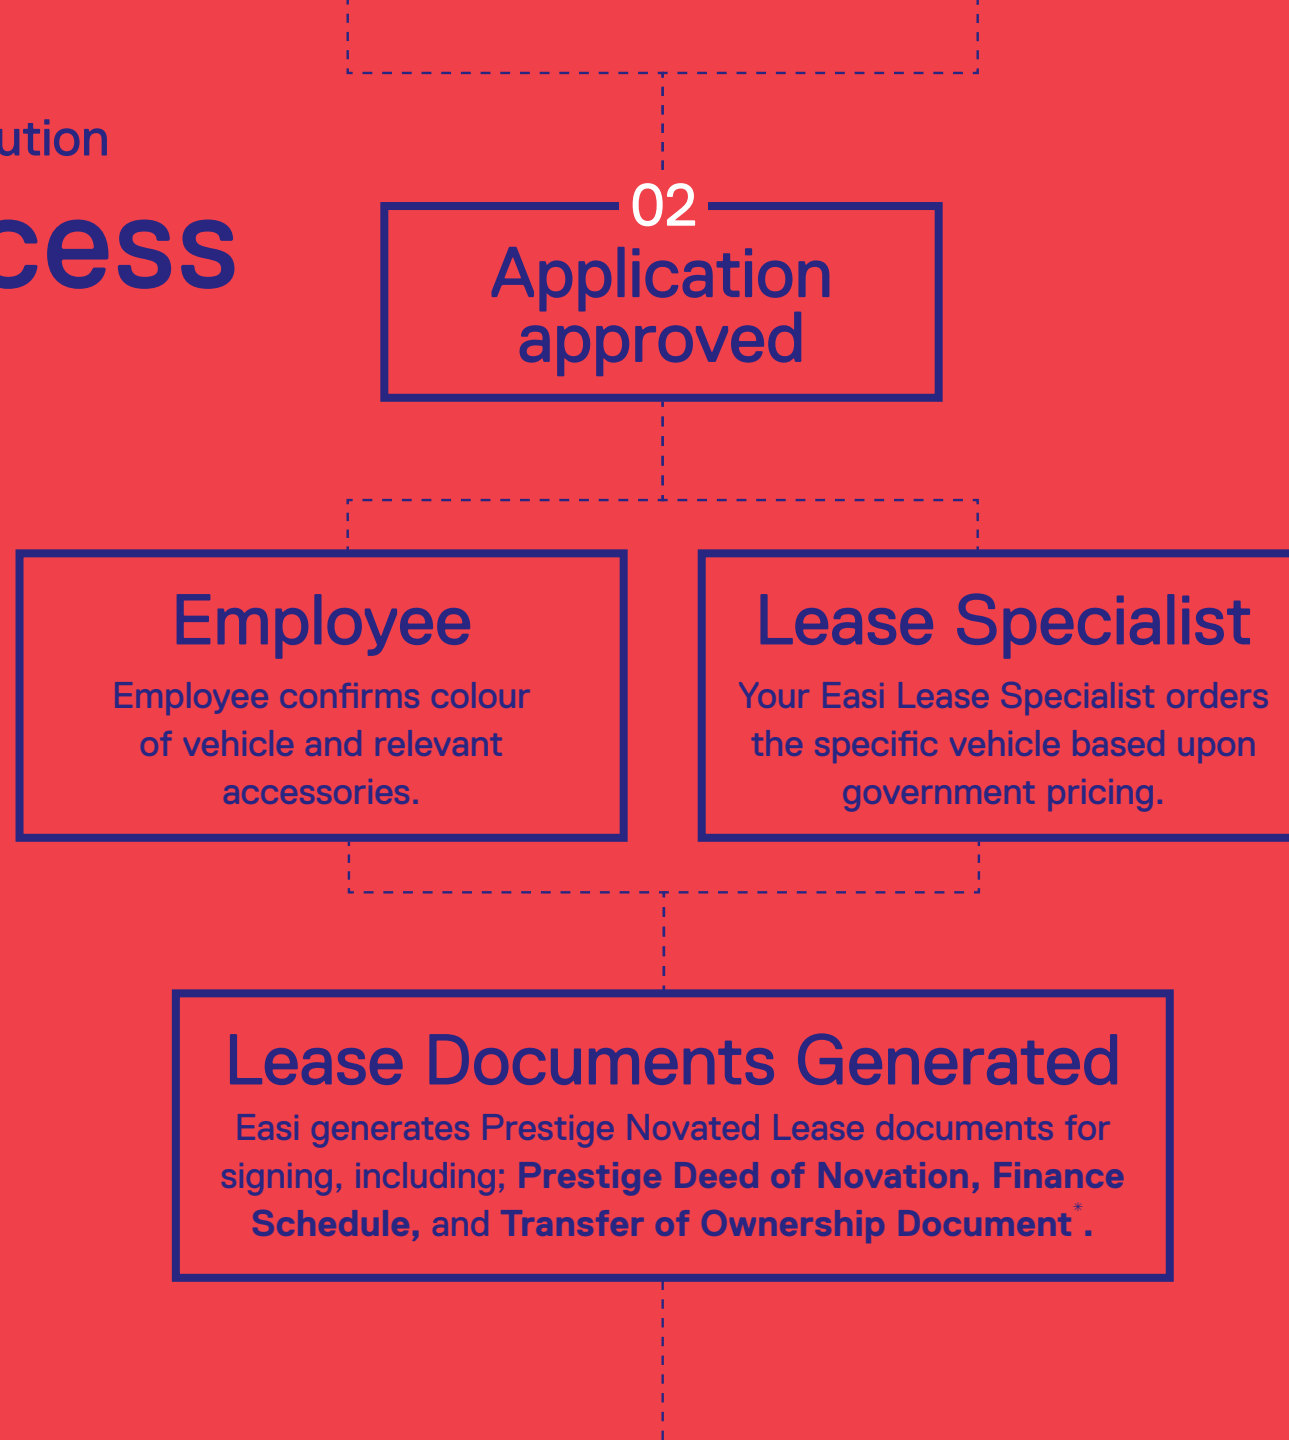 ution
cess
02
Application
approved
Employee
Employee confirms colour
of vehicle and relevant
accessories.
Lease Specialist
Your Easi Lease Specialist orders
the specific vehicle based upon
government pricing.
Lease Documents Generated
Easi generates Prestige Novated Lease documents for
signing, including; Prestige Deed of Novation, Finance
Schedule, and Transfer of Ownership Document*.